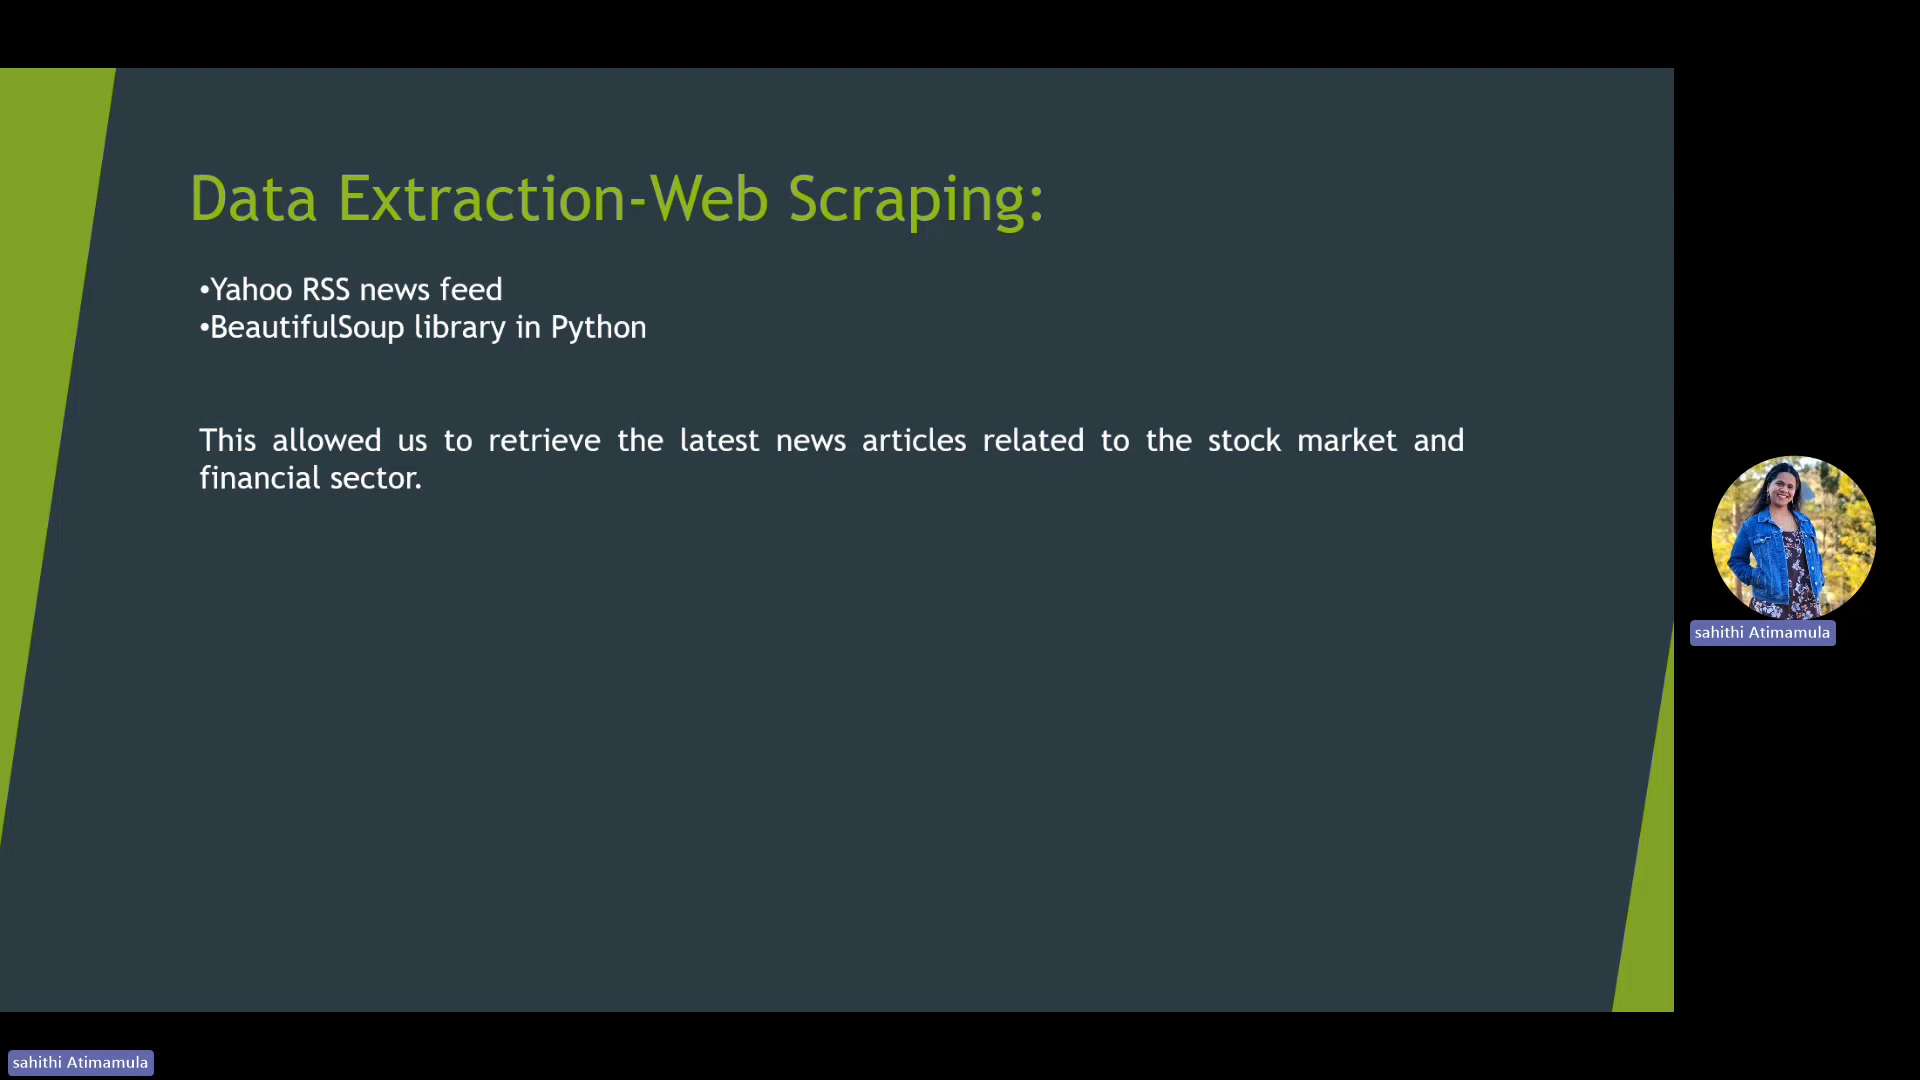 Data Extraction-Web Scraping:
•Yahoo RSS news feed
•BeautifulSoup library in Python
This allowed us to retrieve the latest news articles related to the stock market and
financial sector.
sahithi Atimamula
sahithi Atimamula